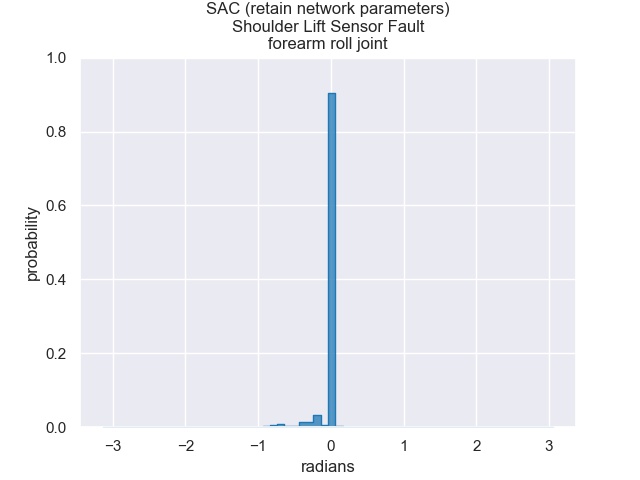 SAC (retain network parameters)
Shoulder Lift Sensor Fault
forearm roll joint
1.0
0.8
0.6
0.4
0.2
0.0
probability
−3
−2
−1
0
1
2
3
radians